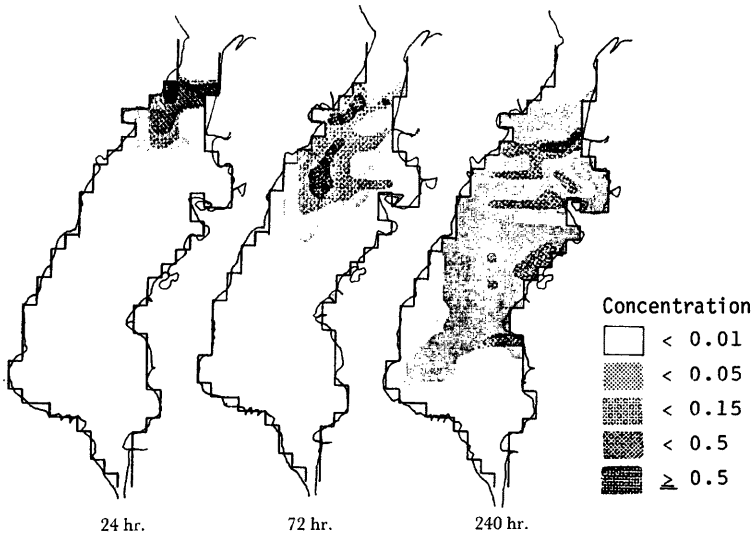 Concentration
< 0.01
< 0.05
< 0.15
< 0.5
≥ 0.5
24 hr.
72 hr.
240 hr.